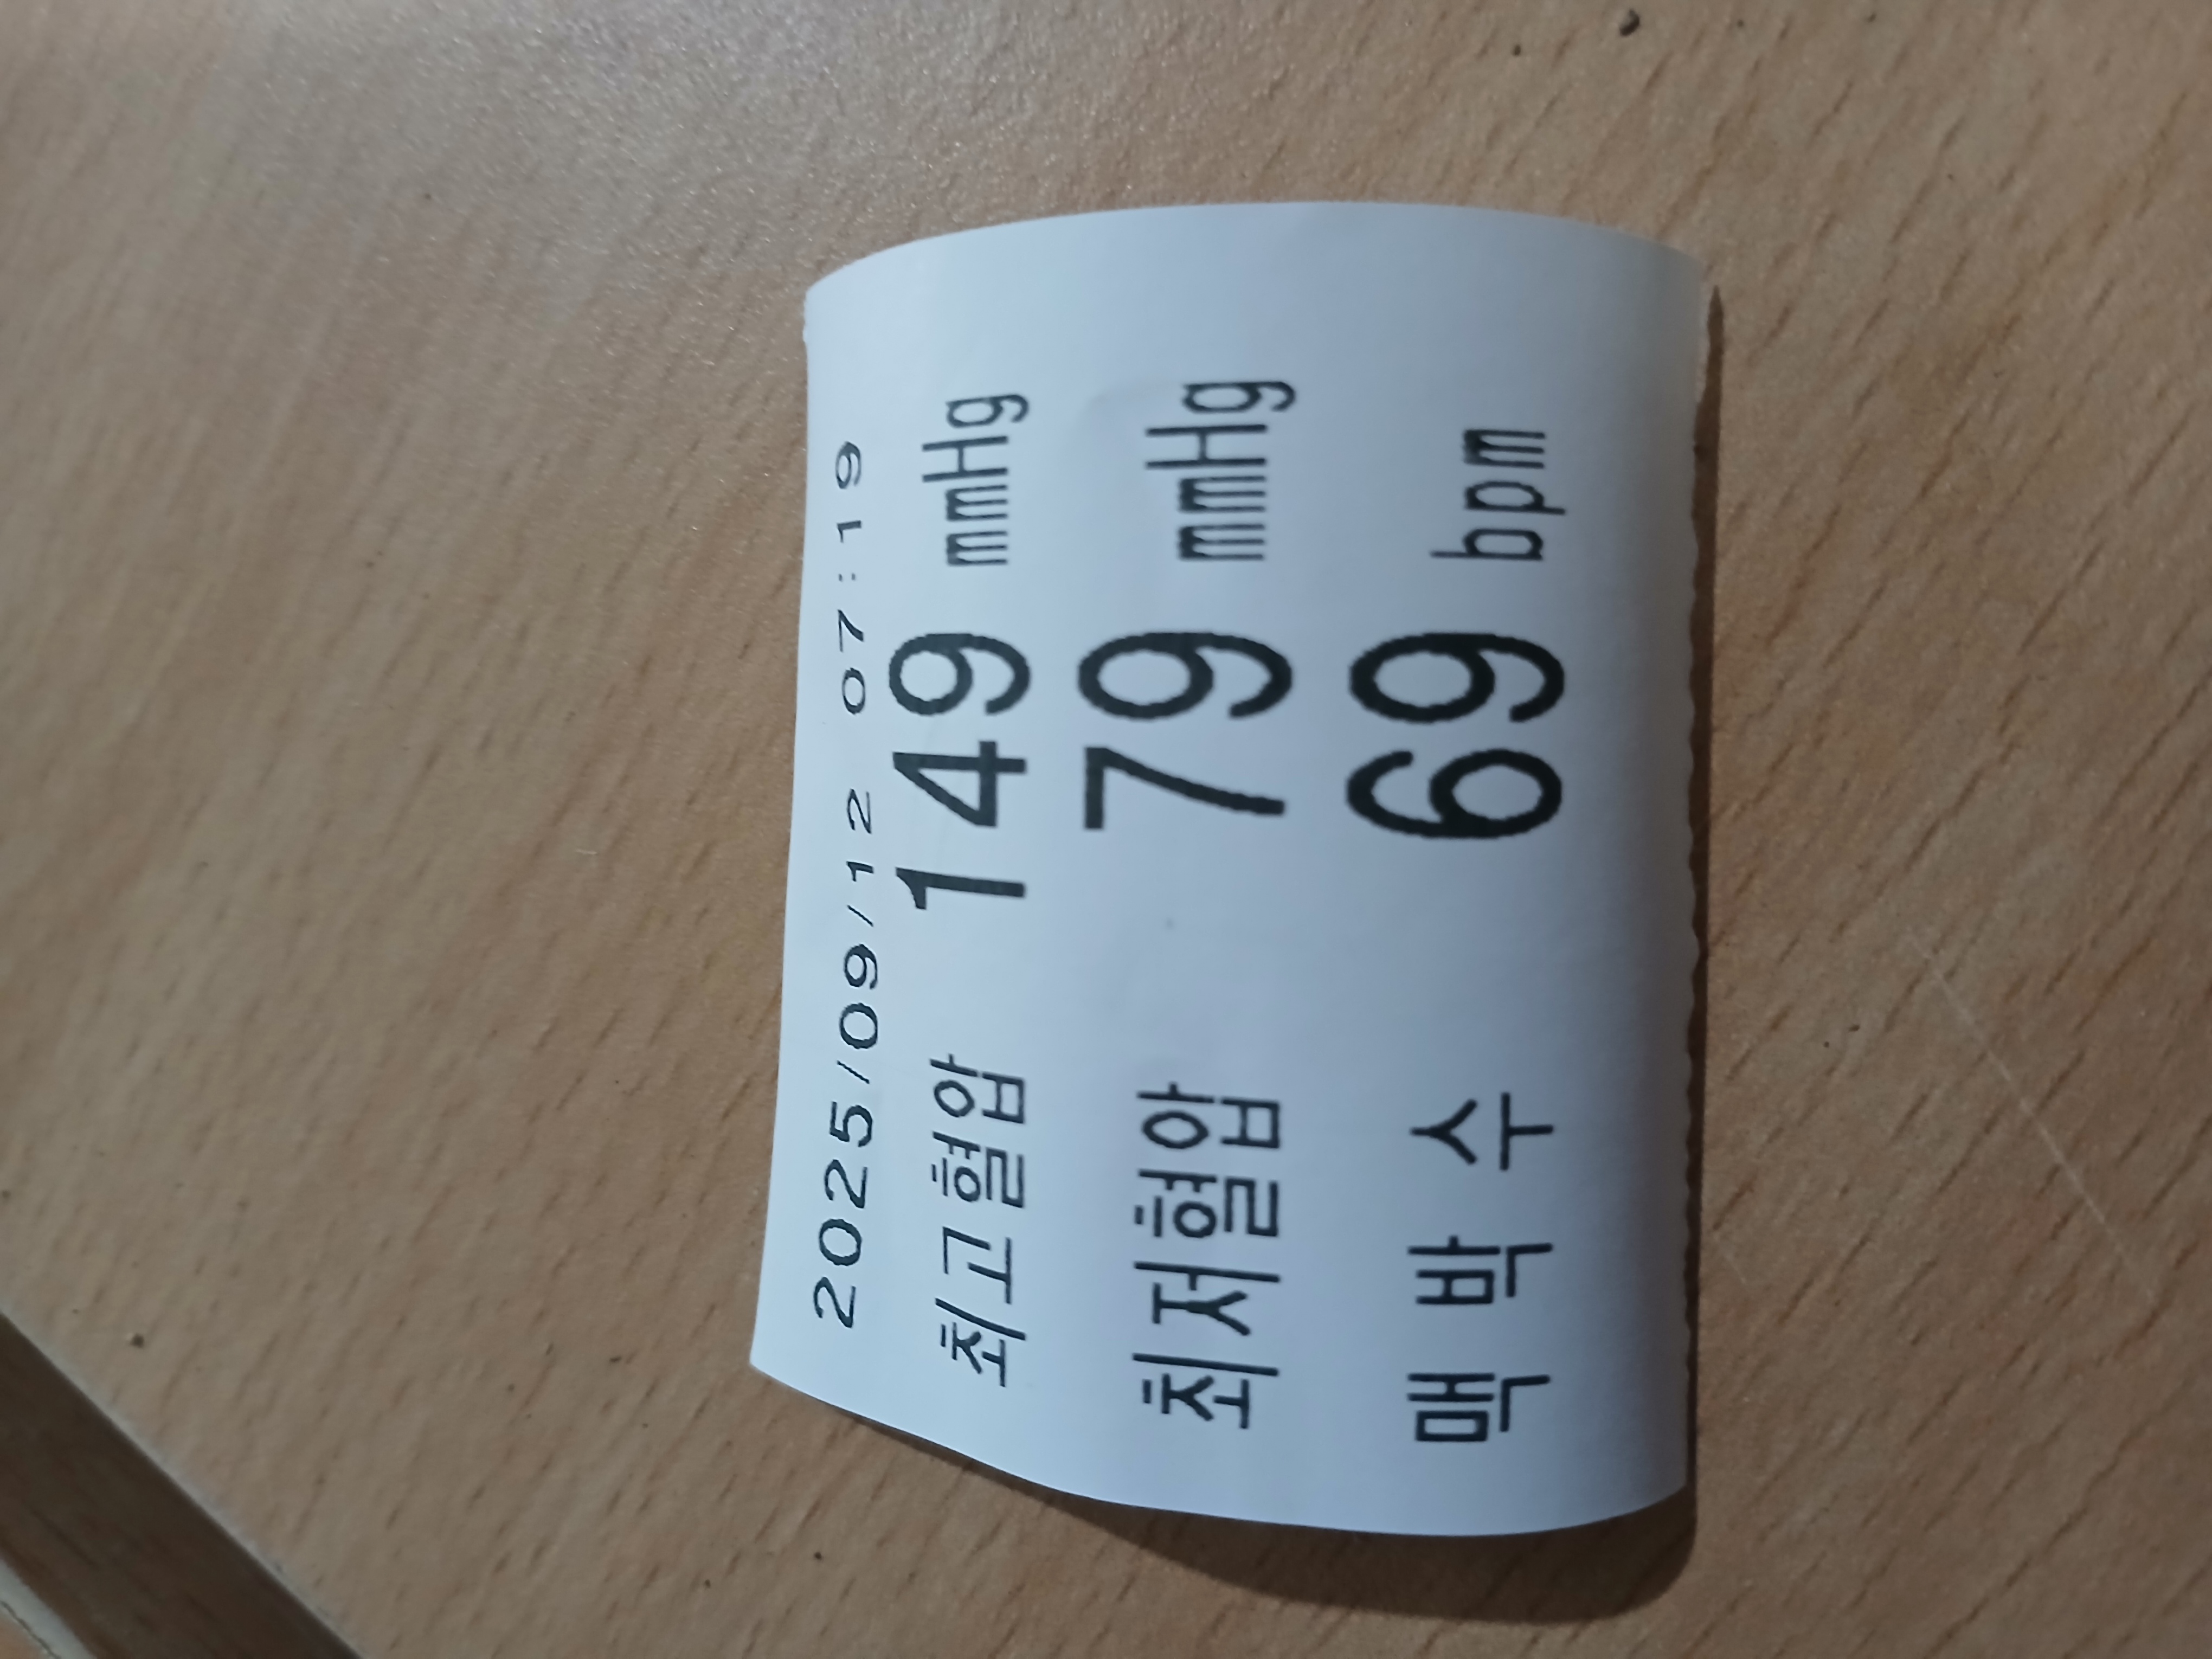 2025/09/12 07:19
최고혈압 149 mmHg
최저혈압 79 mmHg
맥 박 수 69 bpm